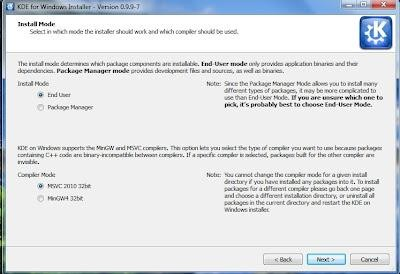 KDE for Windows Installer - Version 0.9.9-7
Install Mode
Select in which mode the installer should work and which compiler should be used.
The install mode determines which package components are installable. End-User mode only provides application binaries and their
dependencies. Package Manager mode provides development files and sources, as well as binaries.
Install Mode
End User
Package Manager
Note: Since the Package Manager Mode allows you to install many
different types of packages, it may be more complicated to
use than End-User Mode. If you are unsure which one to
pick, it's probably best to choose End-User Mode.
KDE on Windows supports the MinGW and MSVC compilers. This option lets you select the type of compiler you want to use because packages
containing C++ code are binary-incompatible between compilers. If a specific compiler is selected, packages built for the other compiler are
invisible.
Compiler Mode
MSVC 2010 32bit
MinGW4 32bit
Note: You cannot change the compiler mode for a given install
directory if you have installed any packages into it. To install
packages for a different compiler please go back one page
and choose a different installation directory, or uninstall all
packages in the current directory and restart the KDE on
Windows installer.
< Back
Next >
Cancel